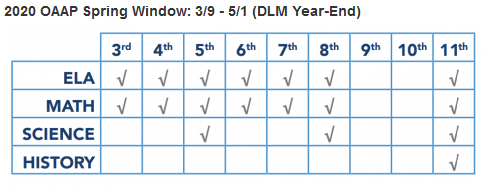 2020 OAAP Spring Window: 3/9 - 5/1 (DLM Year-End)
3rd 4th 5th 6th 7th 8th 9th 10th 11th
ELA √ √ √ √ √ √ √
MATH √ √ √ √ √ √ √
SCIENCE √ √ √
HISTORY √